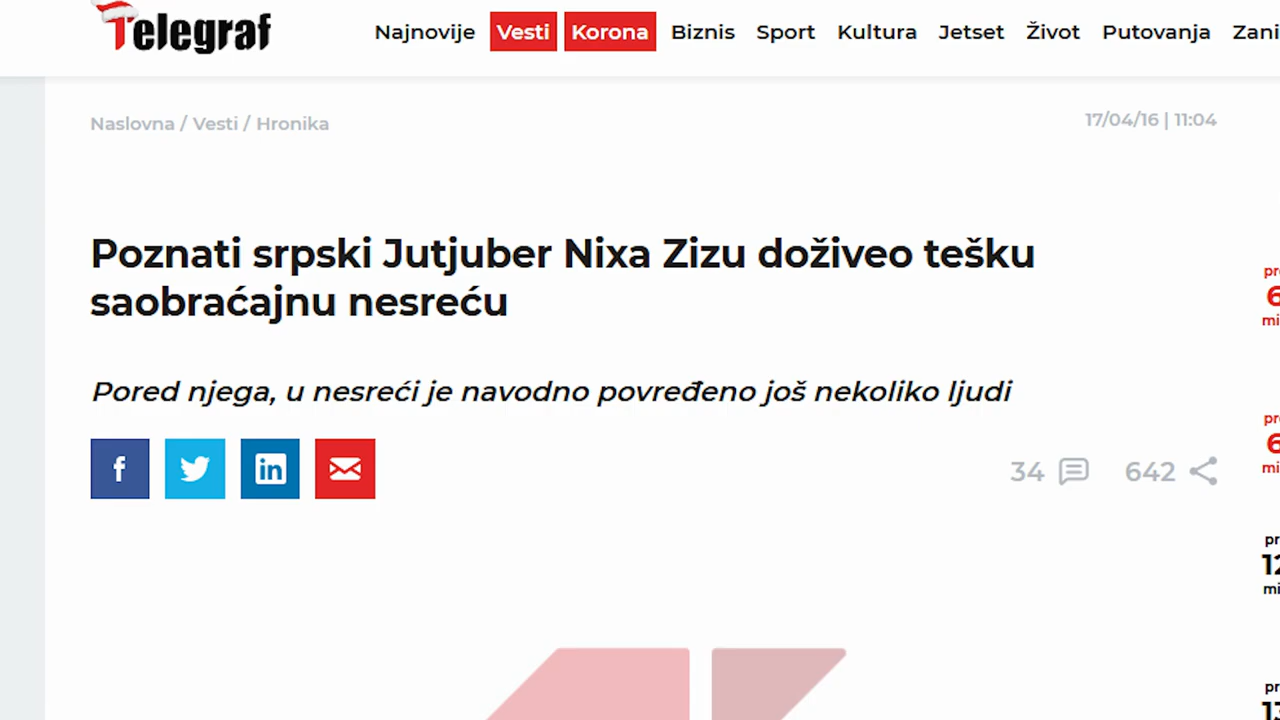 Telegraf
Najnovije Vesti Korona Biznis Sport Kultura Jetset Život Putovanja Zani
Naslovna / Vesti / Hronika
17/04/16 | 11:04
Poznati srpski Jutjuber Nixa Zizu doživeo tešku
saobraćajnu nesreću
Pored njega, u nesreći je navodno povređeno još nekoliko ljudi
34 642